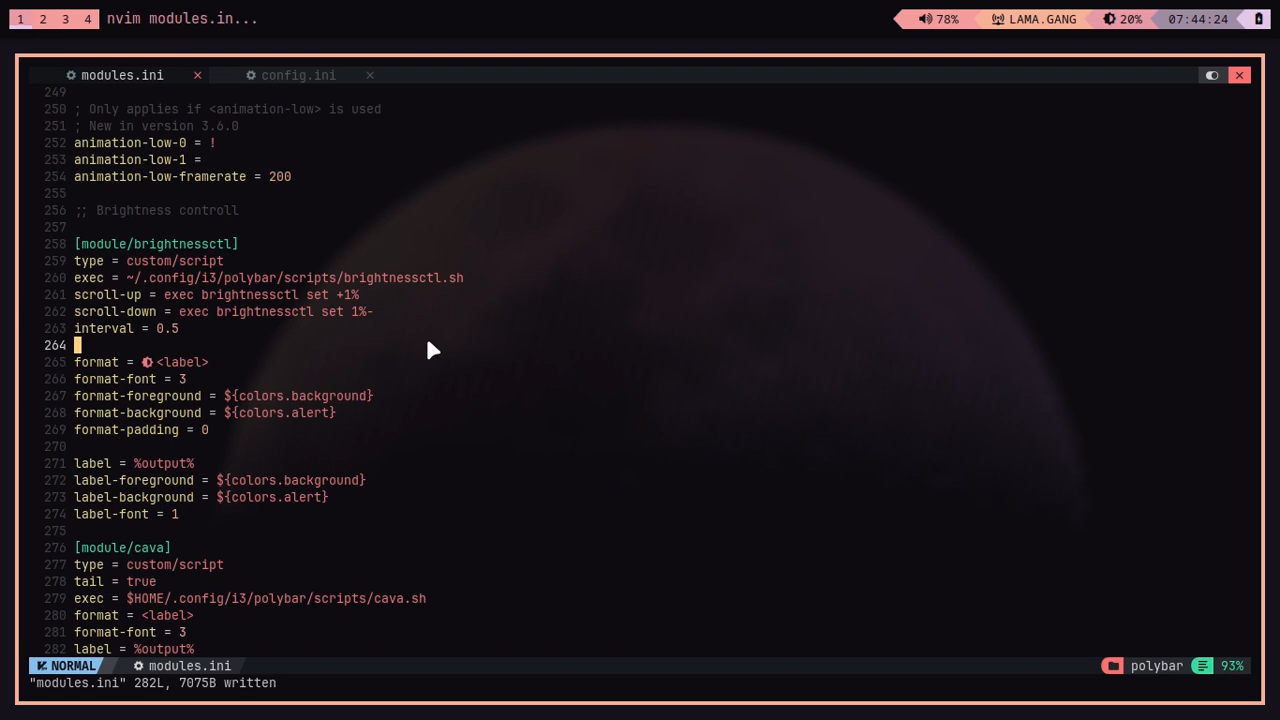 1 2 3 4 nvim modules.in... 78% LAMA.GANG 20% 07:44:24
modules.ini × config.ini ×
249
250 ; Only applies if <animation-low> is used
251 ; New in version 3.6.0
252 animation-low-0 = !
253 animation-low-1 =
254 animation-low-framerate = 200
255
256 ;; Brightness controll
257
258 [module/brightnessctl]
259 type = custom/script
260 exec = ~/.config/i3/polybar/scripts/brightnessctl.sh
261 scroll-up = exec brightnessctl set +1%
262 scroll-down = exec brightnessctl set 1%-
263 interval = 0.5
264
265 format = <label>
266 format-font = 3
267 format-foreground = ${colors.background}
268 format-background = ${colors.alert}
269 format-padding = 0
270
271 label = %output%
272 label-foreground = ${colors.background}
273 label-background = ${colors.alert}
274 label-font = 1
275
276 [module/cava]
277 type = custom/script
278 tail = true
279 exec = $HOME/.config/i3/polybar/scripts/cava.sh
280 format = <label>
281 format-font = 3
282 label = %output%
NORMAL modules.ini polybar 93%
"modules.ini" 282L, 7075B written